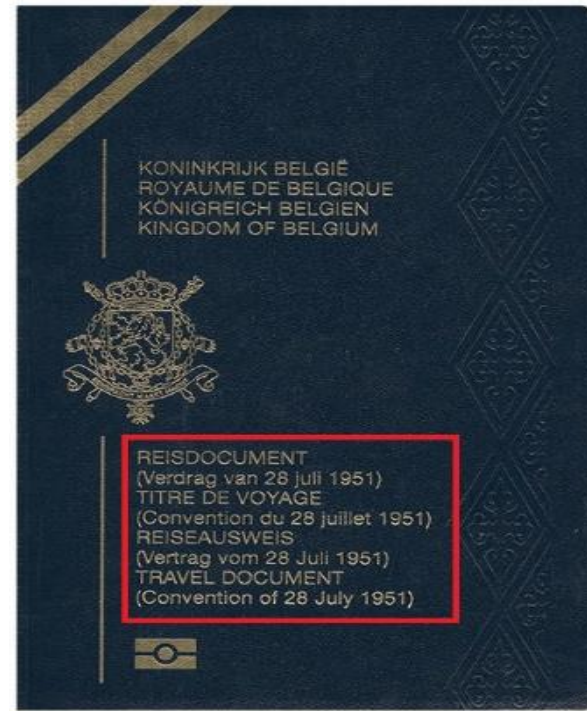 KONINKRIJK BELGIË
ROYAUME DE BELGIQUE
KÖNIGREICH BELGIEN
KINGDOM OF BELGIUM
REISDOCUMENT
(Verdrag van 28 juli 1951)
TITRE DE VOYAGE
(Convention du 28 juillet 1951)
REISEAUSWEIS
(Vertrag vom 28 Juli 1951)
TRAVEL DOCUMENT
(Convention of 28 July 1951)